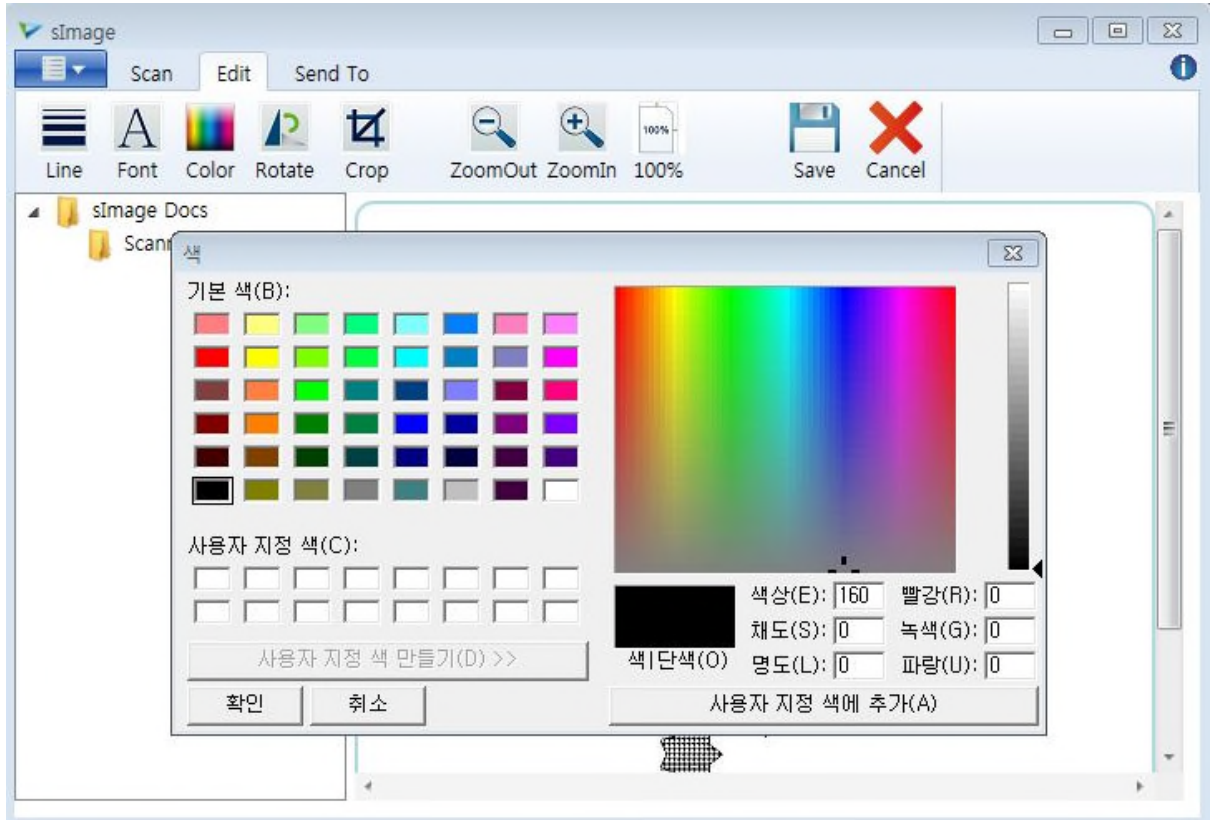 sImage
Scan Edit Send To
Line Font Color Rotate Crop ZoomOut ZoomIn 100% 100% Save Cancel
sImage Docs
색
기본 색(B):
사용자 지정 색(C):
사용자 지정 색 만들기(D) >>
확인 취소
색상(E): 160 빨강(R): 0
채도(S): 0 녹색(G): 0
색|단색(O) 명도(L): 0 파랑(U): 0
사용자 지정 색에 추가(A)